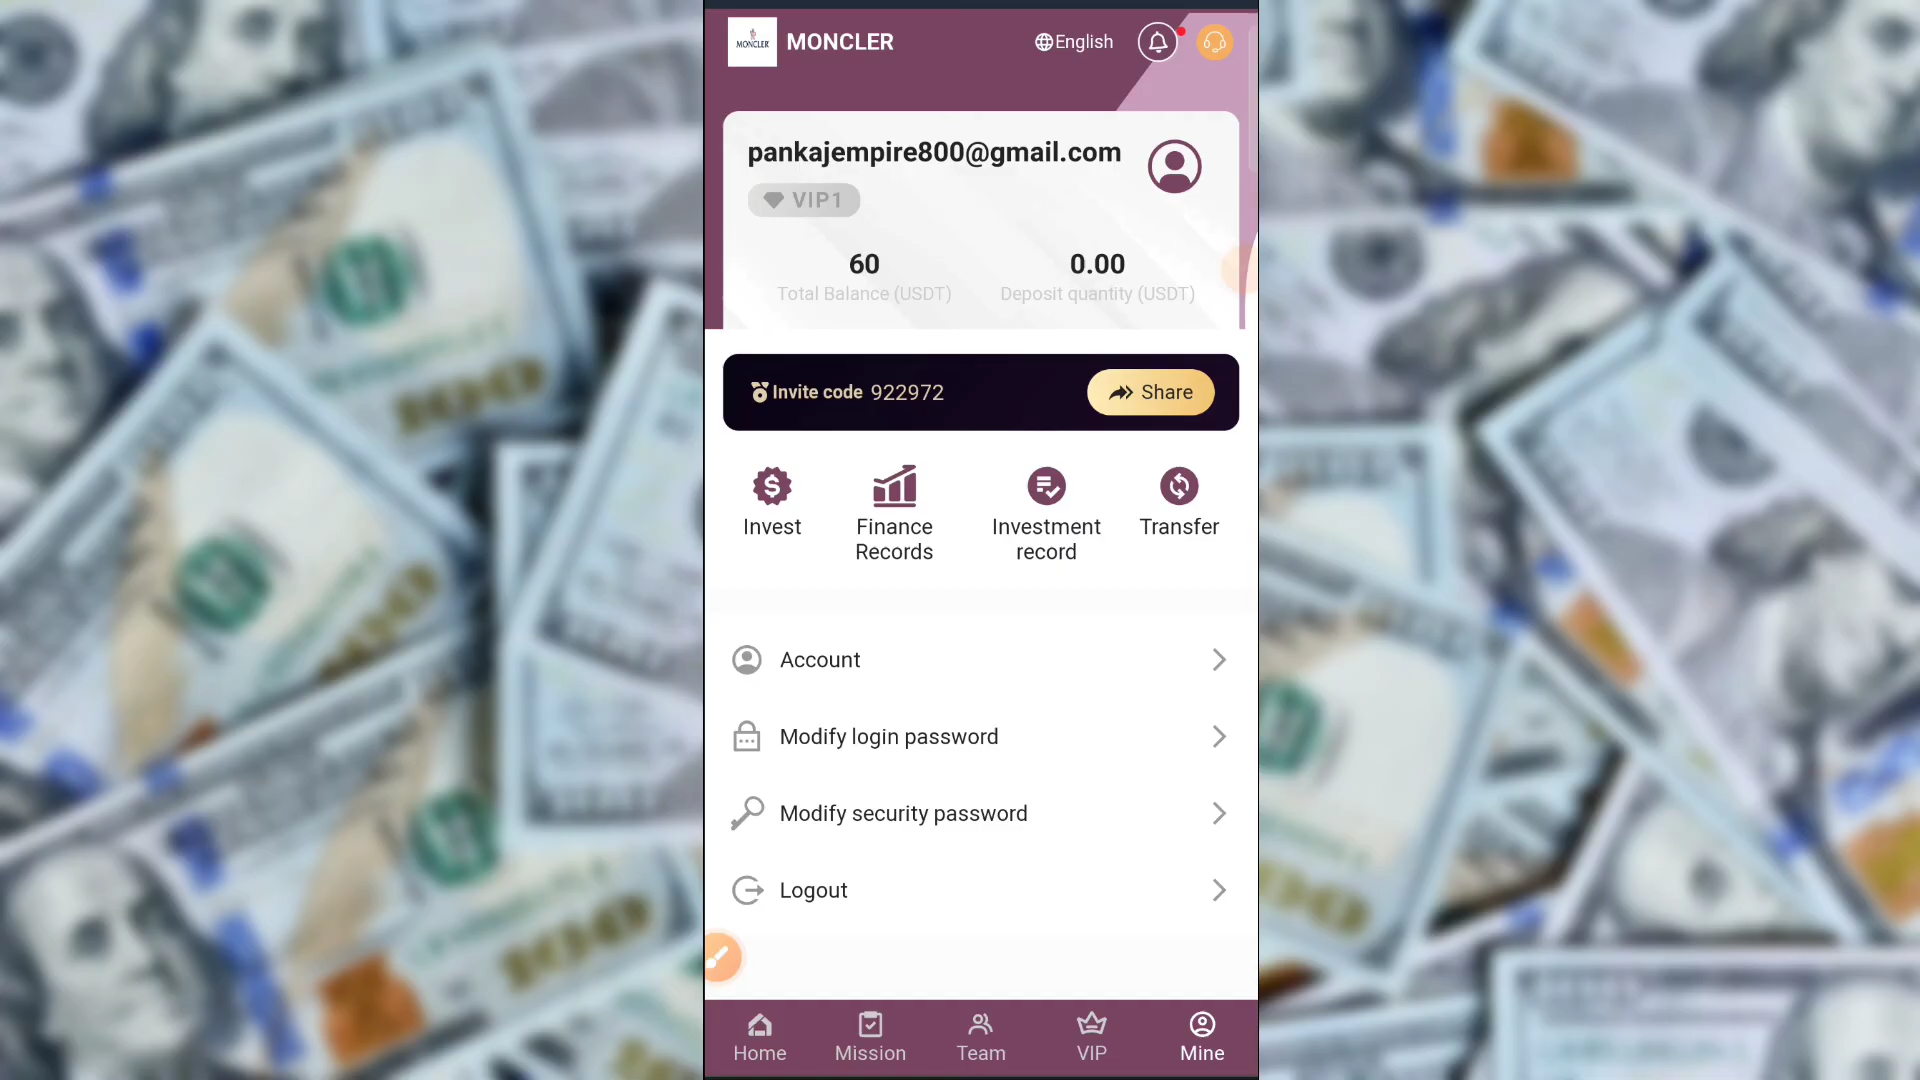 MONCLER
MONCLER
English
pankajempire800@gmail.com
VIP1
60
0.00
Total Balance (USDT)
Deposit quantity (USDT)
Invite code 922972
Share
Invest
Finance Records
Investment record
Transfer
Account
Modify login password
Modify security password
Logout
Home
Mission
Team
VIP
Mine